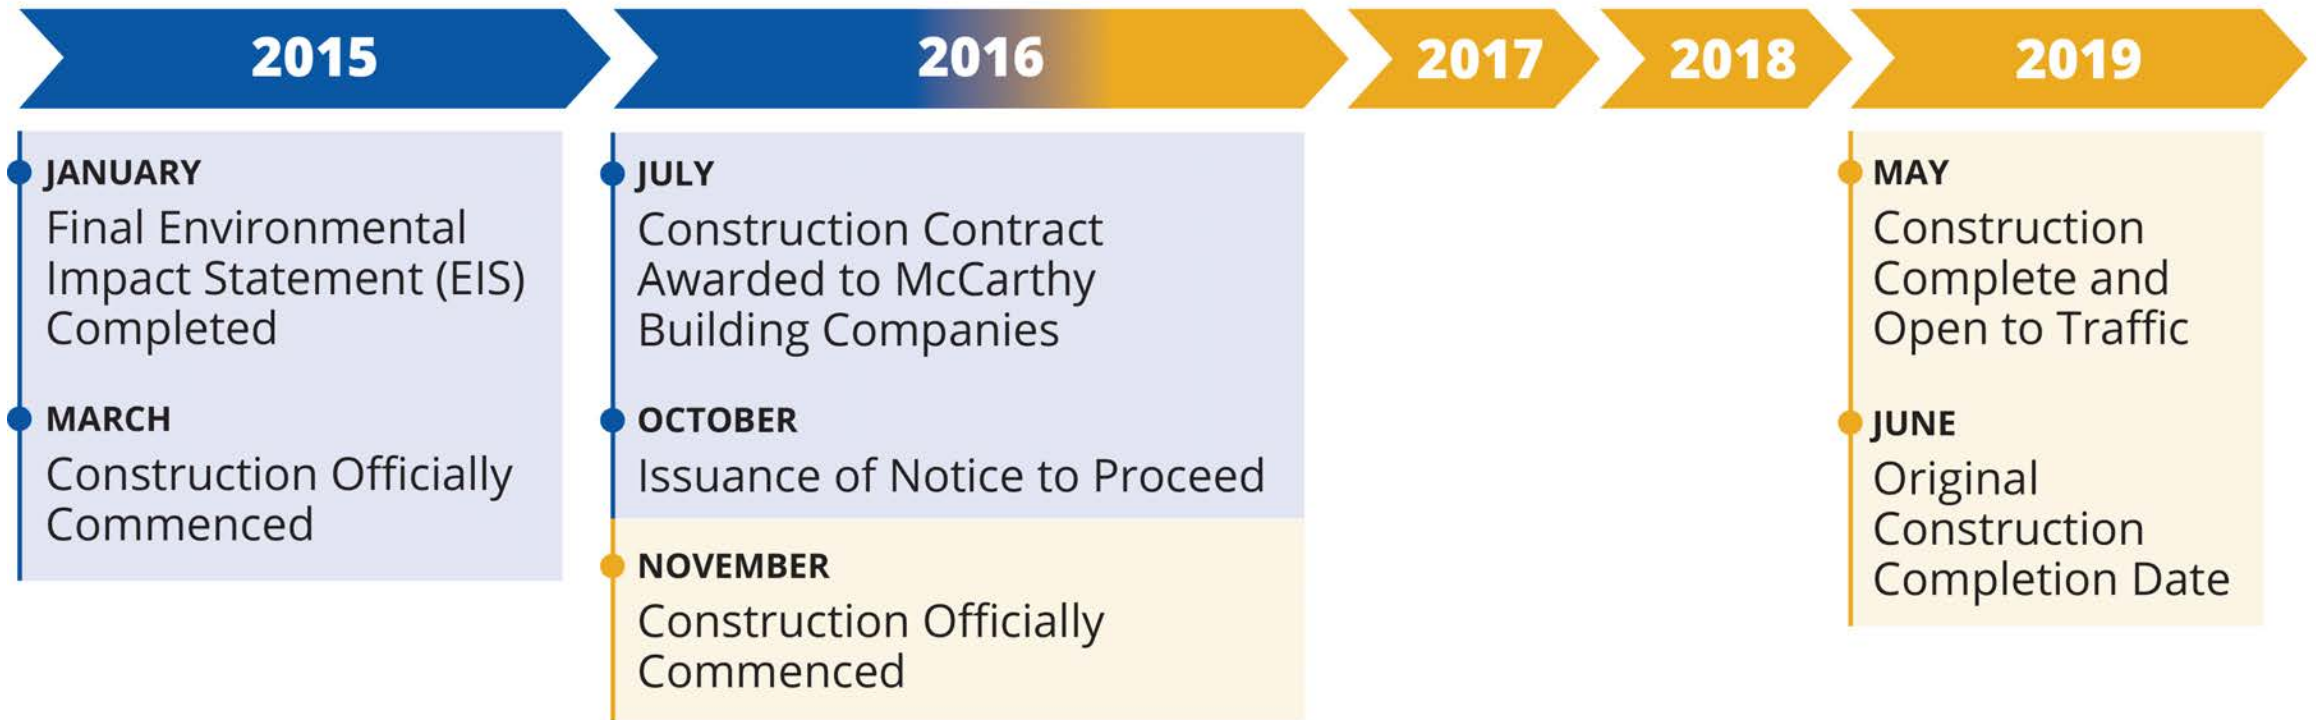 2015
2016
2017
2018
2019
JANUARY
Final Environmental
Impact Statement (EIS)
Completed
MARCH
Construction Officially
Commenced
JULY
Construction Contract
Awarded to McCarthy
Building Companies
OCTOBER
Issuance of Notice to Proceed
NOVEMBER
Construction Officially
Commenced
MAY
Construction
Complete and
Open to Traffic
JUNE
Original
Construction
Completion Date